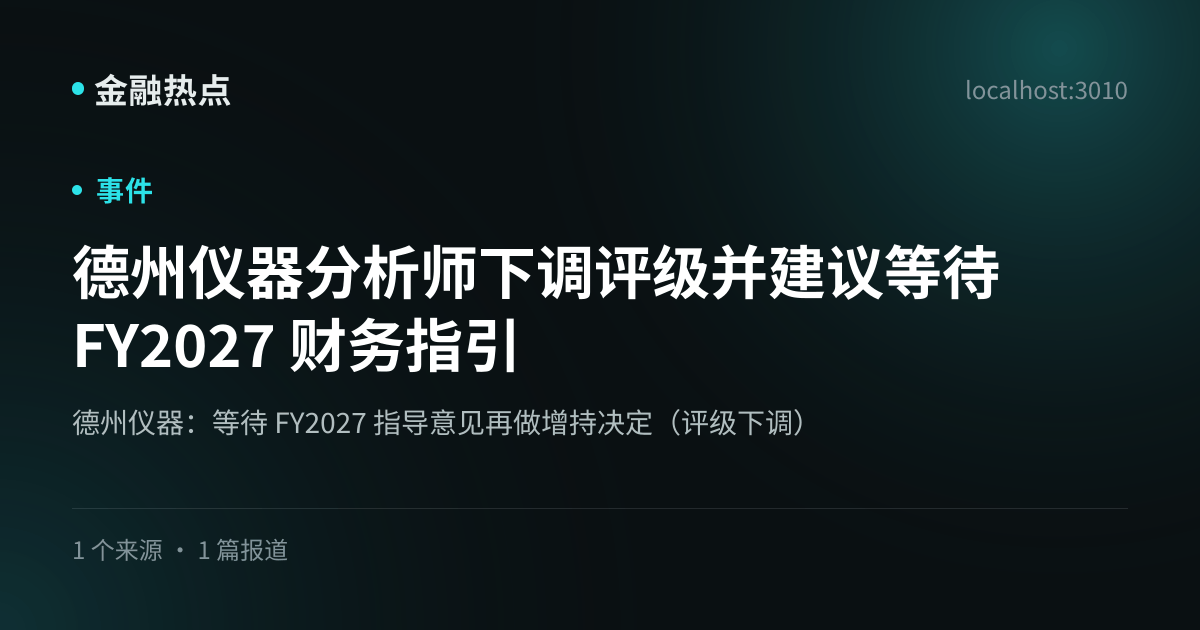 金融热点
localhost:3010
事件
德州仪器分析师下调评级并建议等待
FY2027 财务指引
德州仪器：等待 FY2027 指导意见再做增持决定（评级下调）
1 个来源 · 1 篇报道